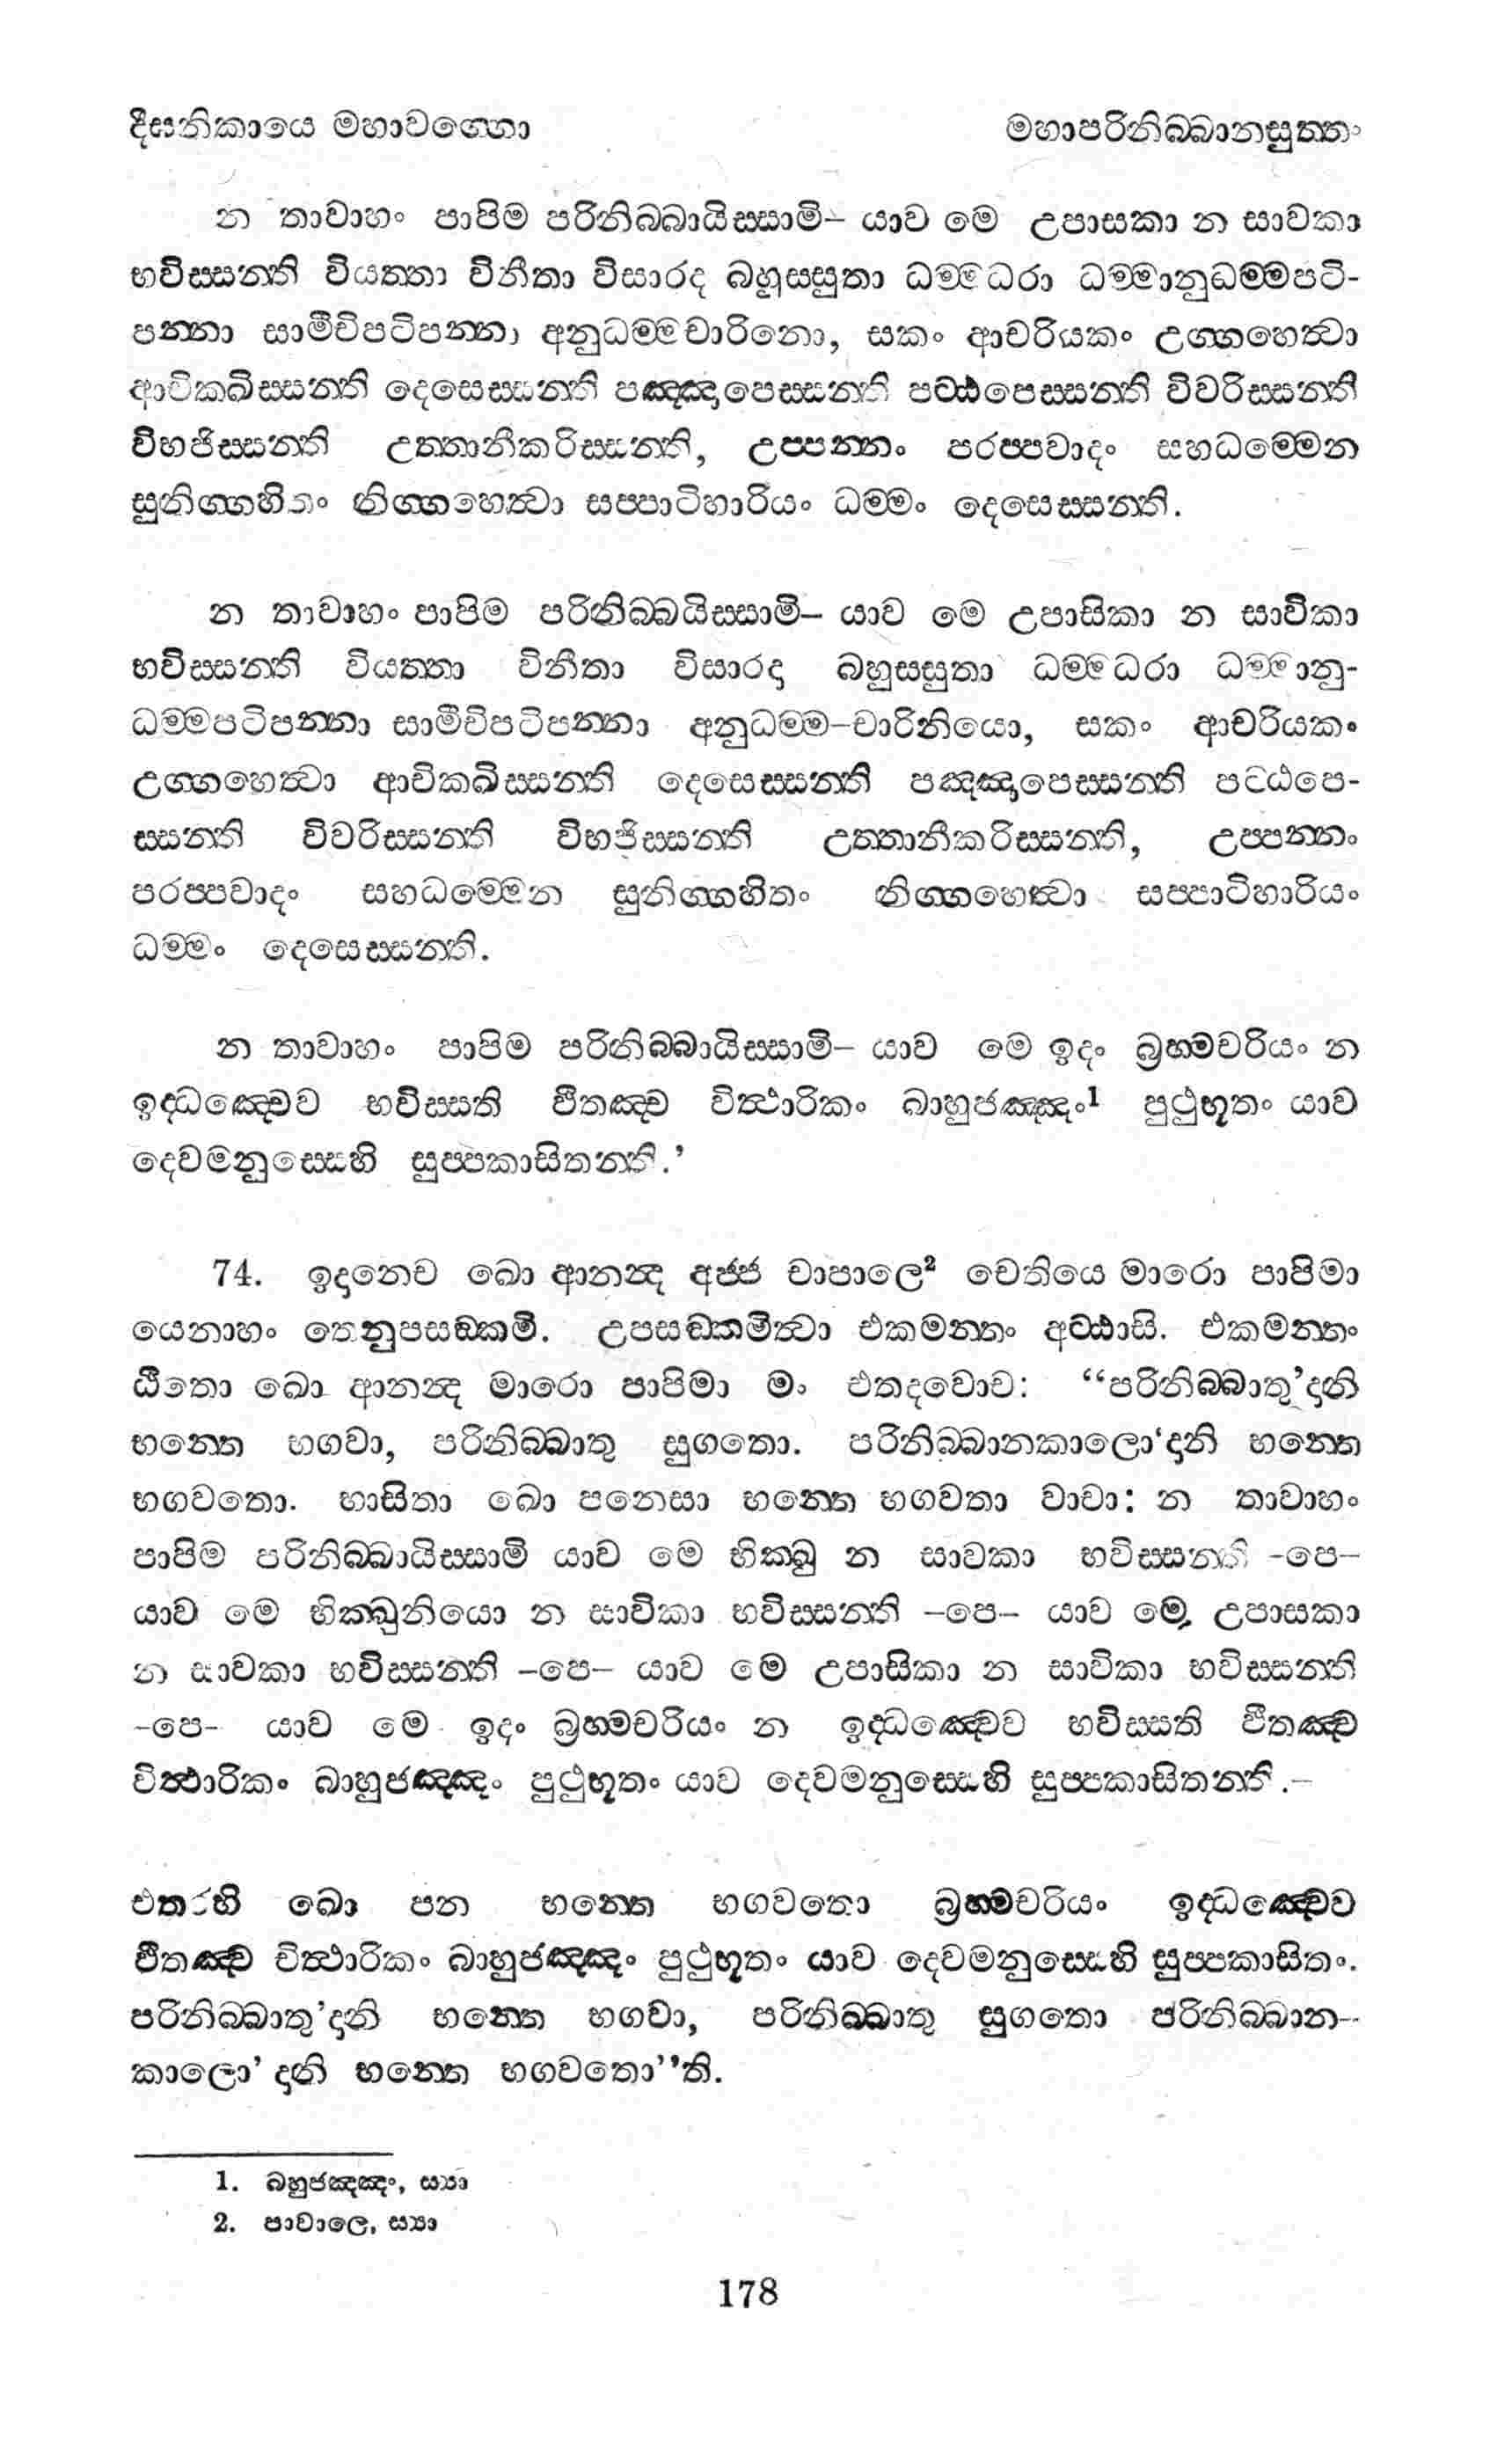 දීඝනිකායෙ මහාවග්ගො
මහාපරිනිබ්බානසුත්තං
න තාවාහං පාපිම පරිනිබ්බායිස්සාමි– යාව මෙ උපාසකා න සාවකා
භවිස්සන්ති වියත්තා විනීතා විසාරද බහූස්සුතා ධම්මධරා ධම්මානුධම්මපටි-
පන්නා සාමීචිපටිපන්නා අනුධම්මචාරිනො, සකං ආචරියකං උග්ගහෙත්වා
ආචික්ඛිස්සන්ති දෙසෙස්සන්ති පඤ්ඤාපෙස්සන්ති පට්ඨපෙස්සන්ති විවරිස්සන්ති
විභජිස්සන්ති උත්තානීකරිස්සන්ති, උප්පන්නං පරප්පවාදං සහධම්මෙන
සුනිග්ගහිතං නිග්ගහෙත්වා සප්පාටිහාරියං ධම්මං දෙසෙස්සන්ති.
න තාවාහං පාපිම පරිනිබ්බයිස්සාමි– යාව මෙ උපාසිකා න සාවිකා
භවිස්සන්ති වියත්තා විනීතා විසාරදා බහුස්සුතා ධම්මධරා ධම්මානු-
ධම්මපටිපන්නා සාමීචිපටිපන්නා අනුධම්ම–චාරිනියො, සකං ආචරියකං
උග්ගහෙත්වා ආචික්ඛිස්සන්ති දෙසෙස්සන්ති පඤ්ඤාපෙස්සන්ති පට්ඨපෙ-
ස්සන්ති විවරිස්සන්ති විභජිස්සන්ති උත්තානීකරිස්සන්ති, උප්පන්නං
පරප්පවාදං සහධම්මෙන සුනිග්ගහිතං නිග්ගහෙත්වා සප්පාටිහාරියං
ධම්මං දෙසෙස්සන්ති.
න තාවාහං පාපිම පරිනිබ්බායිස්සාමි– යාව මෙ ඉදං බ්‍රහ්මචරියං න
ඉද්ධඤ්චෙව භවිස්සති ඵීතඤ්ච විත්ථාරිකං බාහුජඤ්ඤං1 පුථුභූතං යාව
දෙවමනුස්සෙහි සුප්පකාසිතන්ති.’
74. ඉදානෙව ඛො ආනන්ද අජ්ජ චාපාලෙ2 චෙතියෙ මාරො පාපිමා
යෙනාහං තෙනුපසඞ්කමි. උපසඞ්කමිත්වා එකමන්තං අට්ඨාසි. එකමන්තං
ඨීතො ඛො ආනන්ද මාරො පාපිමා මං එතදවොච: “පරිනිබ්බාතු’දානි
භන්තෙ භගවා, පරිනිබ්බාතු සුගතො. පරිනිබ්බානකාලො‘දානි භන්තෙ
භගවතො. භාසිතා ඛො පනෙසා භන්තෙ භගවතා වාචා: න තාවාහං
පාපිම පරිනිබ්බායිස්සාමි යාව මෙ භික්ඛු න සාවකා භවිස්සන්ති –පෙ–
යාව මෙ භික්ඛුනියො න සාවිකා භවිස්සන්ති –පෙ– යාව මෙ උපාසකා
න සාවකා භවිස්සන්ති –පෙ– යාව මෙ උපාසිකා න සාවිකා භවිස්සන්ති
–පෙ– යාව මෙ ඉදං බ්‍රහ්මචරියං න ඉද්ධඤ්චෙව භවිස්සති ඵීතඤ්ච
විත්ථාරිකං බාහුජඤ්ඤං පුථුභූතං යාව දෙවමනුස්සෙහි සුප්පකාසිතන්ති.–
එතරහි ඛො පන භන්තෙ භගවතො බ්‍රහ්මචරියං ඉද්ධඤ්චෙව
ඵීතඤ්ච විත්ථාරිකං බාහුජඤ්ඤං පුථුභූතං යාව දෙවමනුස්සෙහි සුප්පකාසිතං.
පරිනිබ්බාතු’දානි භන්තෙ භගවා, පරිනිබ්බාතු සුගතො පරිනිබ්බාන-
කාලො’ දානි භන්තෙ භගවතො’’ති.
1. බහුජඤ්ඤං, ස්‍යා
2. පාවාලෙ, ස්‍යා
178